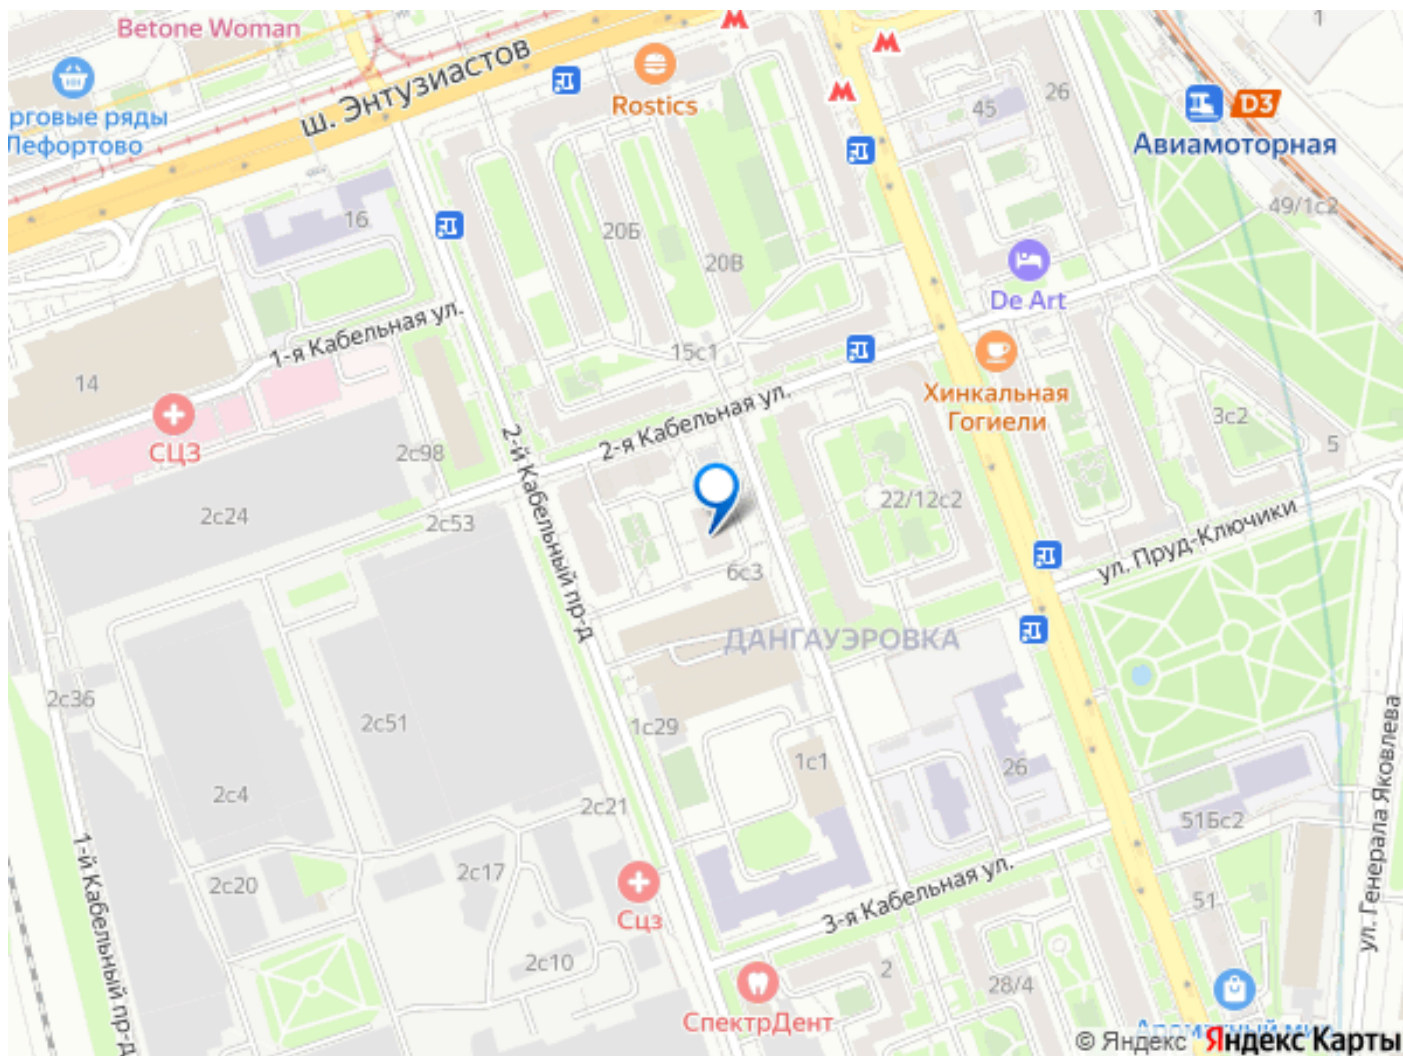 Betone Woman
ш. Энтузиастов
Rostics
рговые ряды
Лефортово
45
26
1
D3
Авиамоторная
16
20Б
20В
49/1с2
De Art
1-я Кабельная ул.
15с1
14
СЦЗ
2с98
2-й Кабельный пр-д
2-я Кабельная ул.
Хинкальная
Гогиели
3с2
5
2с24
2с53
22/12с2
6с3
ул. Пруд-Ключики
ДАНГАУЭРОВКА
2с36
2с51
1с29
1с1
26
2с4
2с21
51Бс2
1-й Кабельный пр-д
2с20
2с17
Сцз
3-я Кабельная ул.
51
ул. Генерала Яковлева
2с10
2
28/4
СпектрДент
© Яндекс Яндекс Карты